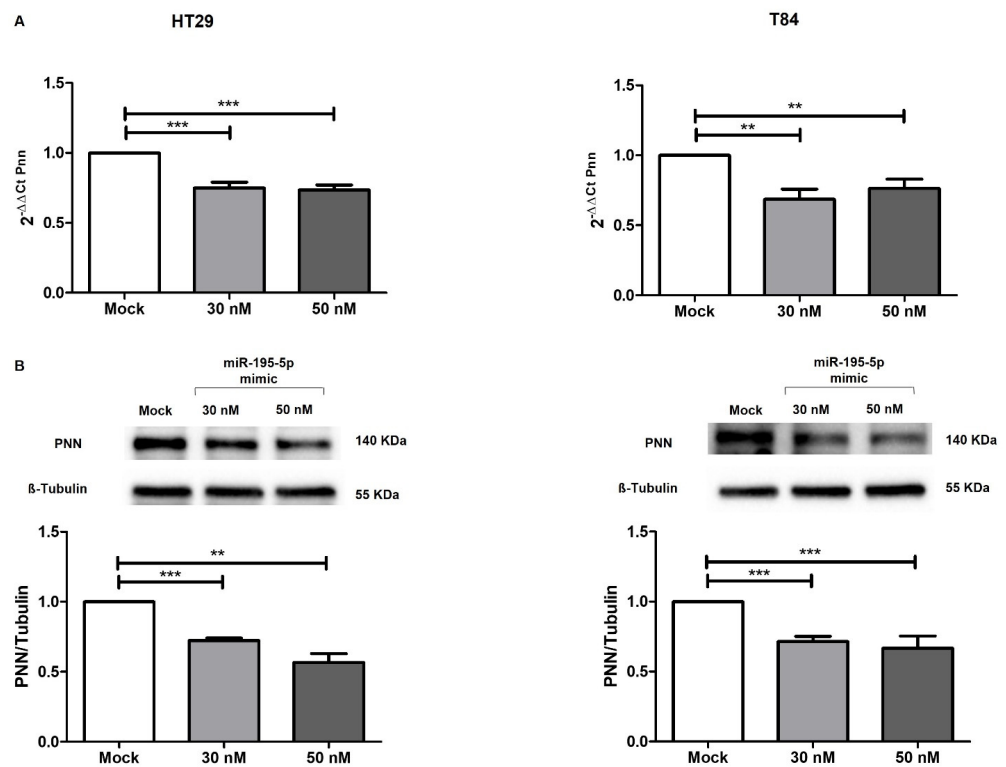 A
HT29
T84
2-ΔΔCt Pnn
1.5
1.0
0.5
0.0
***
***
Mock
30 nM
50 nM
2-ΔΔCt Pnn
1.5
1.0
0.5
0.0
**
**
Mock
30 nM
50 nM
B
miR-195-5p
mimic
Mock
30 nM
50 nM
PNN
140 KDa
ß-Tubulin
55 KDa
PNN/Tubulin
1.5
1.0
0.5
0.0
**
***
Mock
30 nM
50 nM
miR-195-5p
mimic
Mock
30 nM
50 nM
PNN
140 KDa
ß-Tubulin
55 KDa
PNN/Tubulin
1.5
1.0
0.5
0.0
***
***
Mock
30 nM
50 nM